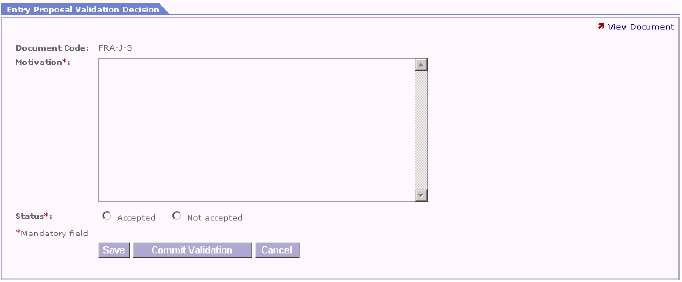 Entry Proposal Validation Decision
View Document
Document Code: FRA-J-3
Motivation*:
Status*: Accepted Not accepted
*Mandatory field
Save Commit Validation Cancel